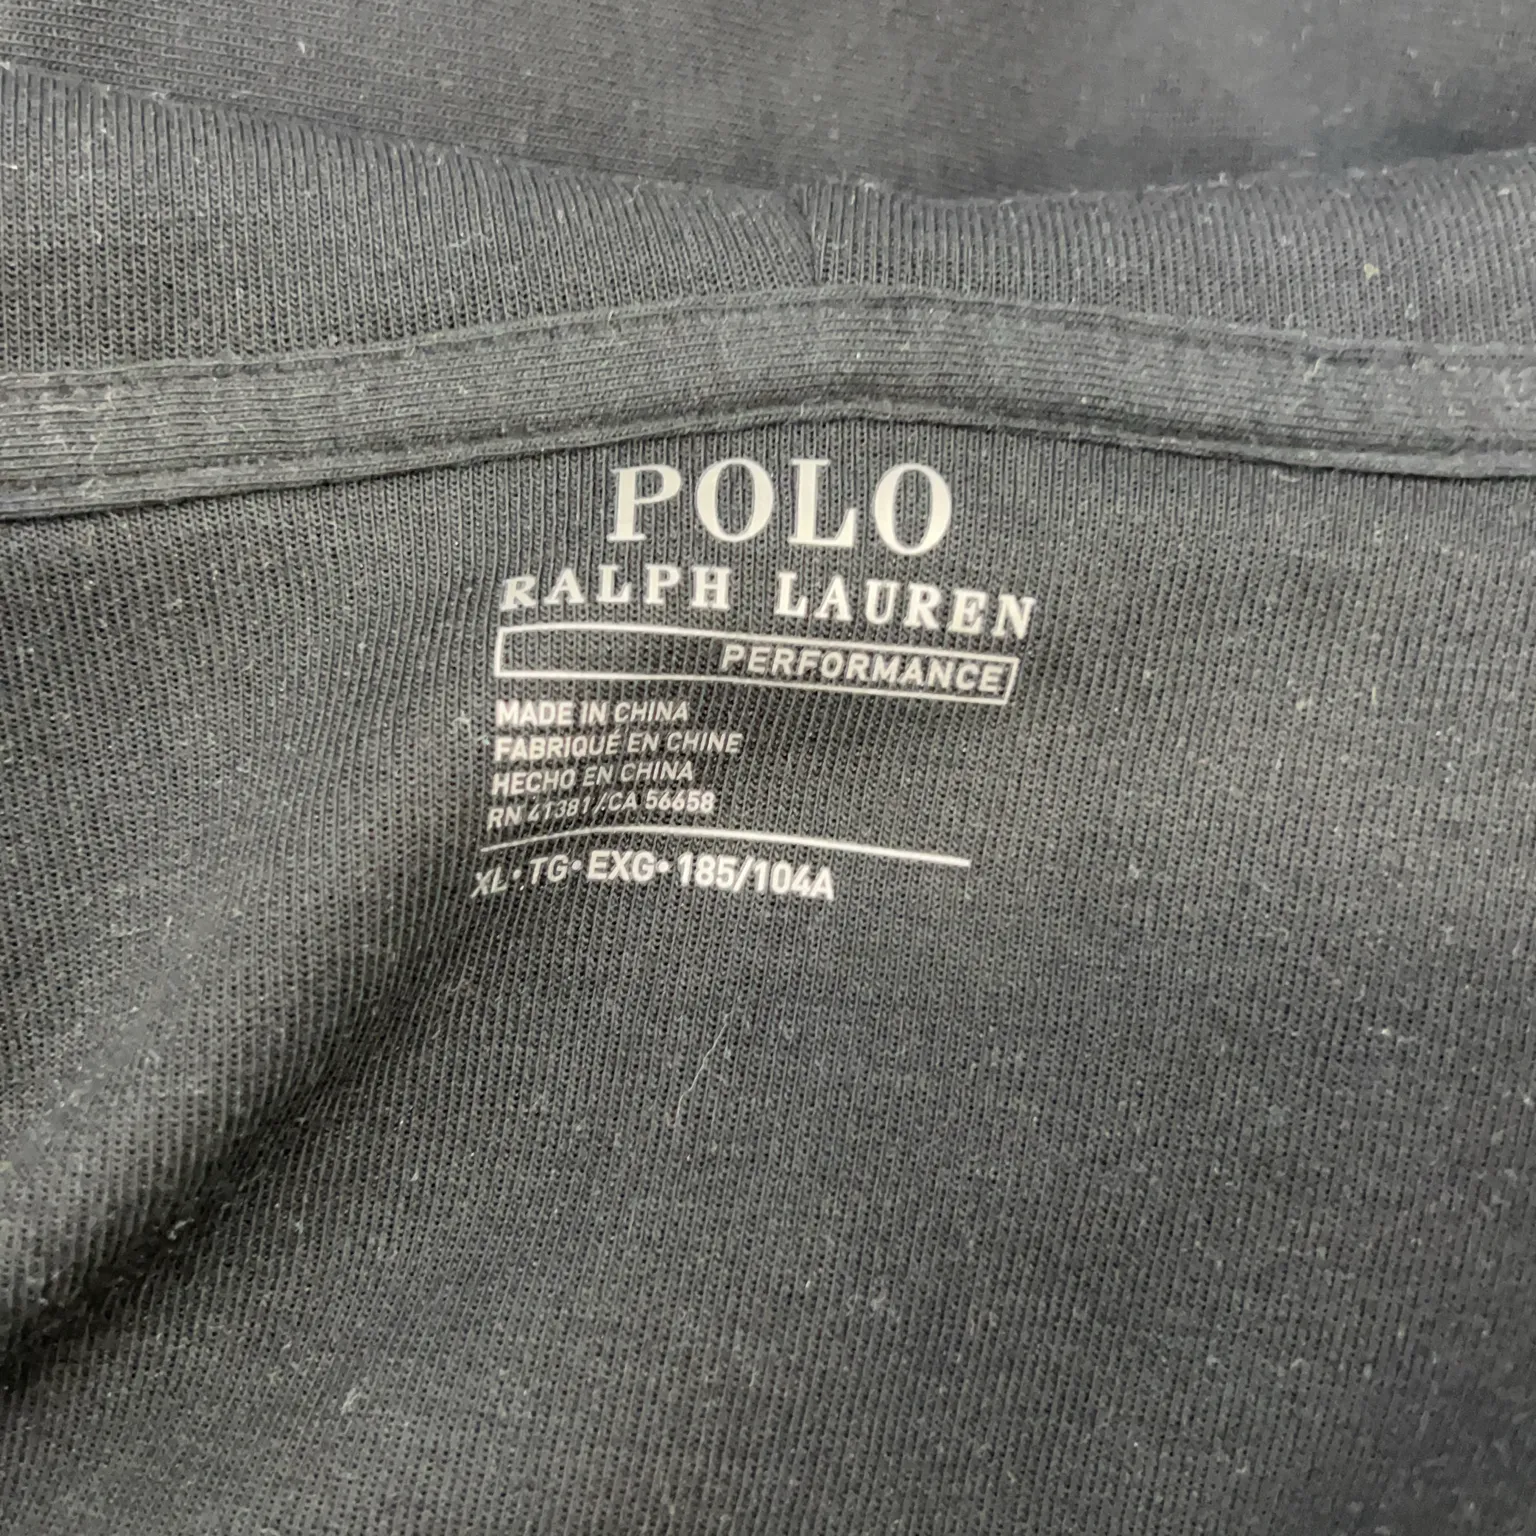 POLO
RALPH LAUREN
PERFORMANCE
MADE IN CHINA
FABRIQUÉ EN CHINE
HECHO EN CHINA
RN 41381/CA 56658
XL•TG•EXG•185/104A